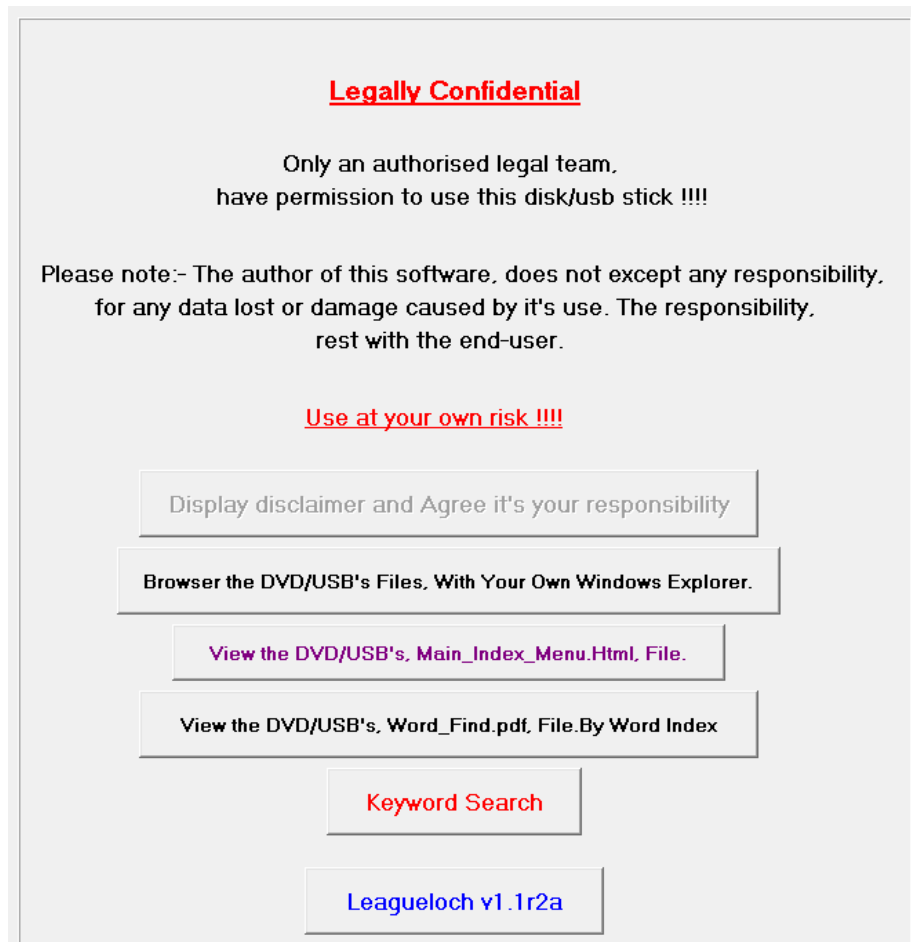 Legally Confidential
Only an authorised legal team,
have permission to use this disk/usb stick !!!!
Please note:- The author of this software, does not except any responsibility,
for any data lost or damage caused by it's use. The responsibility,
rest with the end-user.
Use at your own risk !!!!
Display disclaimer and Agree it's your responsibility
Browser the DVD/USB's Files, With Your Own Windows Explorer.
View the DVD/USB's, Main_Index_Menu.Html, File.
View the DVD/USB's, Word_Find.pdf, File.By Word Index
Keyword Search
Leagueloch v1.1r2a